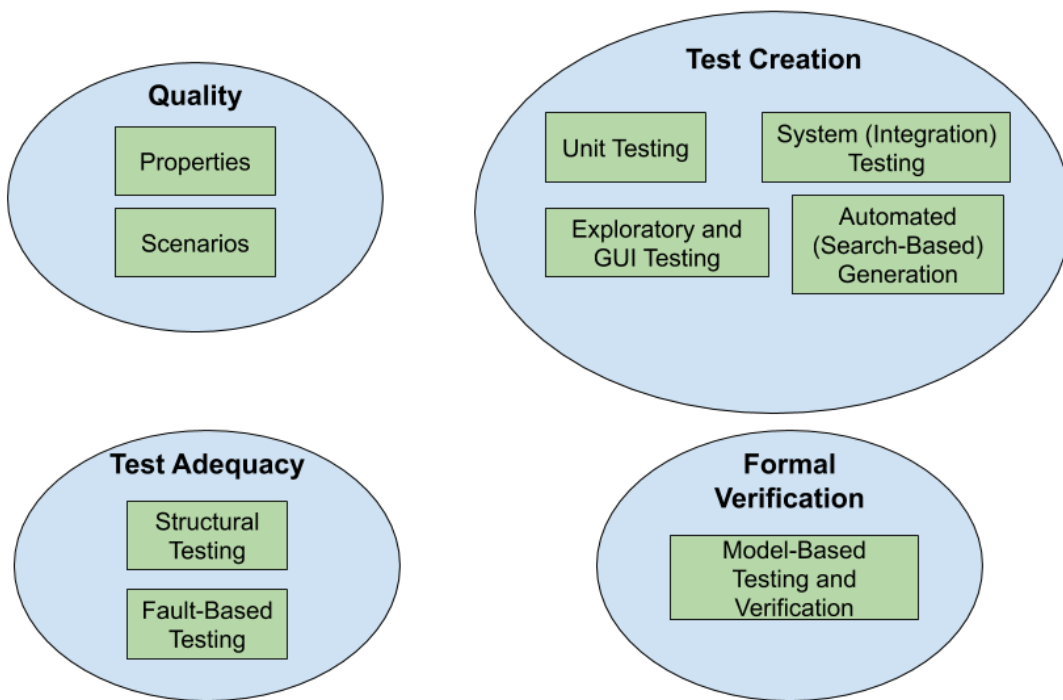 Quality
Properties
Scenarios
Test Creation
Unit Testing
System (Integration)
Testing
Exploratory and
GUI Testing
Automated
(Search-Based)
Generation
Test Adequacy
Structural
Testing
Fault-Based
Testing
Formal
Verification
Model-Based
Testing and
Verification